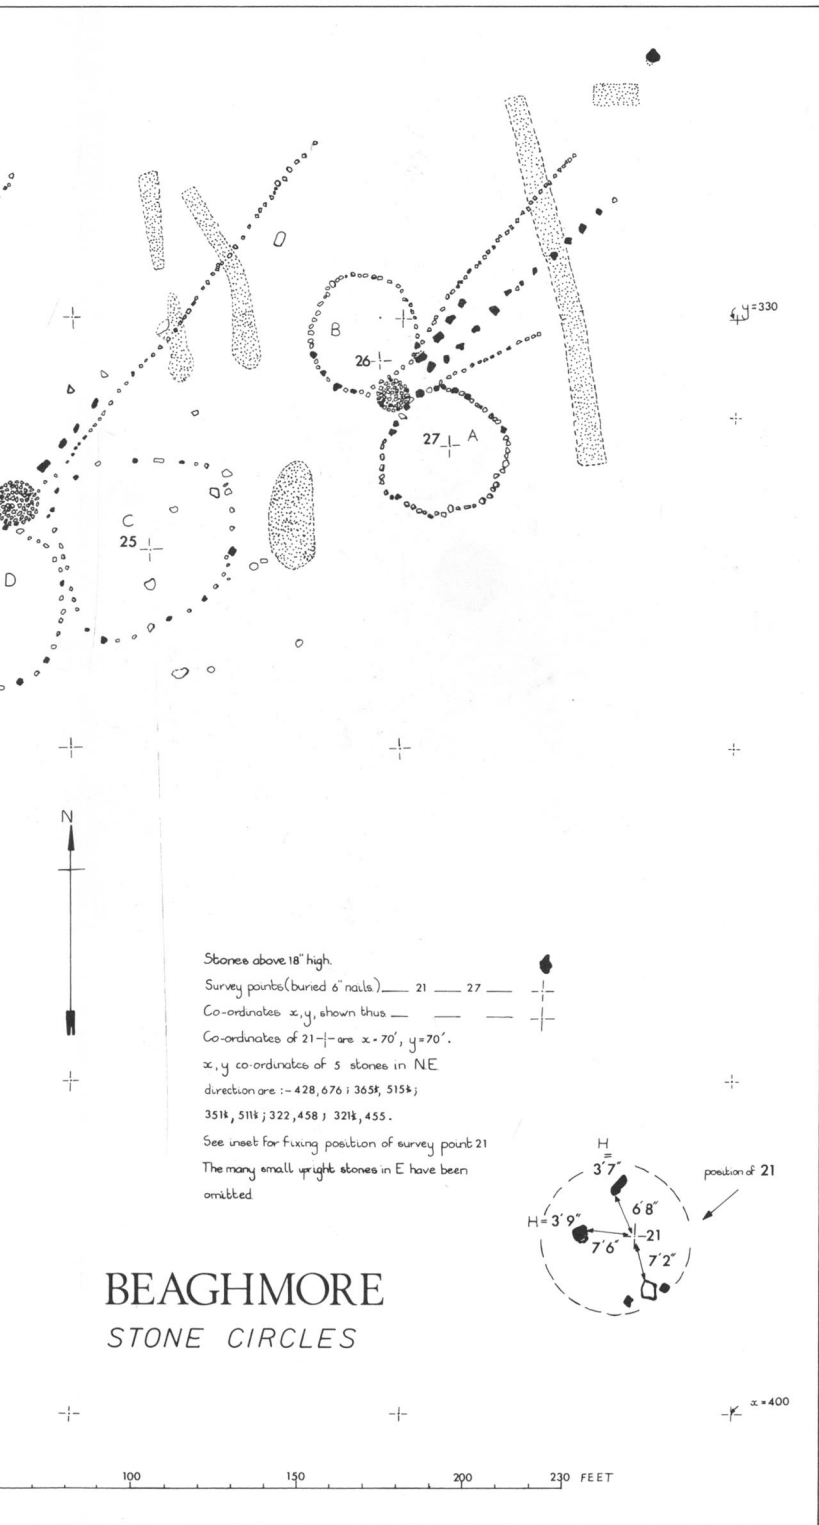 y=330
B
26
27 A
C
25
D
N
Stones above 18" high.
Survey points (buried 6" nails) 21 27
Co-ordinates x, y, shown thus
Co-ordinates of 21 are x = 70', y = 70'.
x, y co-ordinates of 5 stones in N.E.
direction are :- 428, 676 ; 365½, 515½ ;
351½, 511½ ; 322, 458 ; 321½, 455.
See inset for fixing position of survey point 21
The many small upright stones in E have been
omitted
H
=
3'7"
position of 21
6'8"
H=3'9"
21
7'6"
7'2"
BEAGHMORE
STONE CIRCLES
x=400
100 150 200 230 FEET